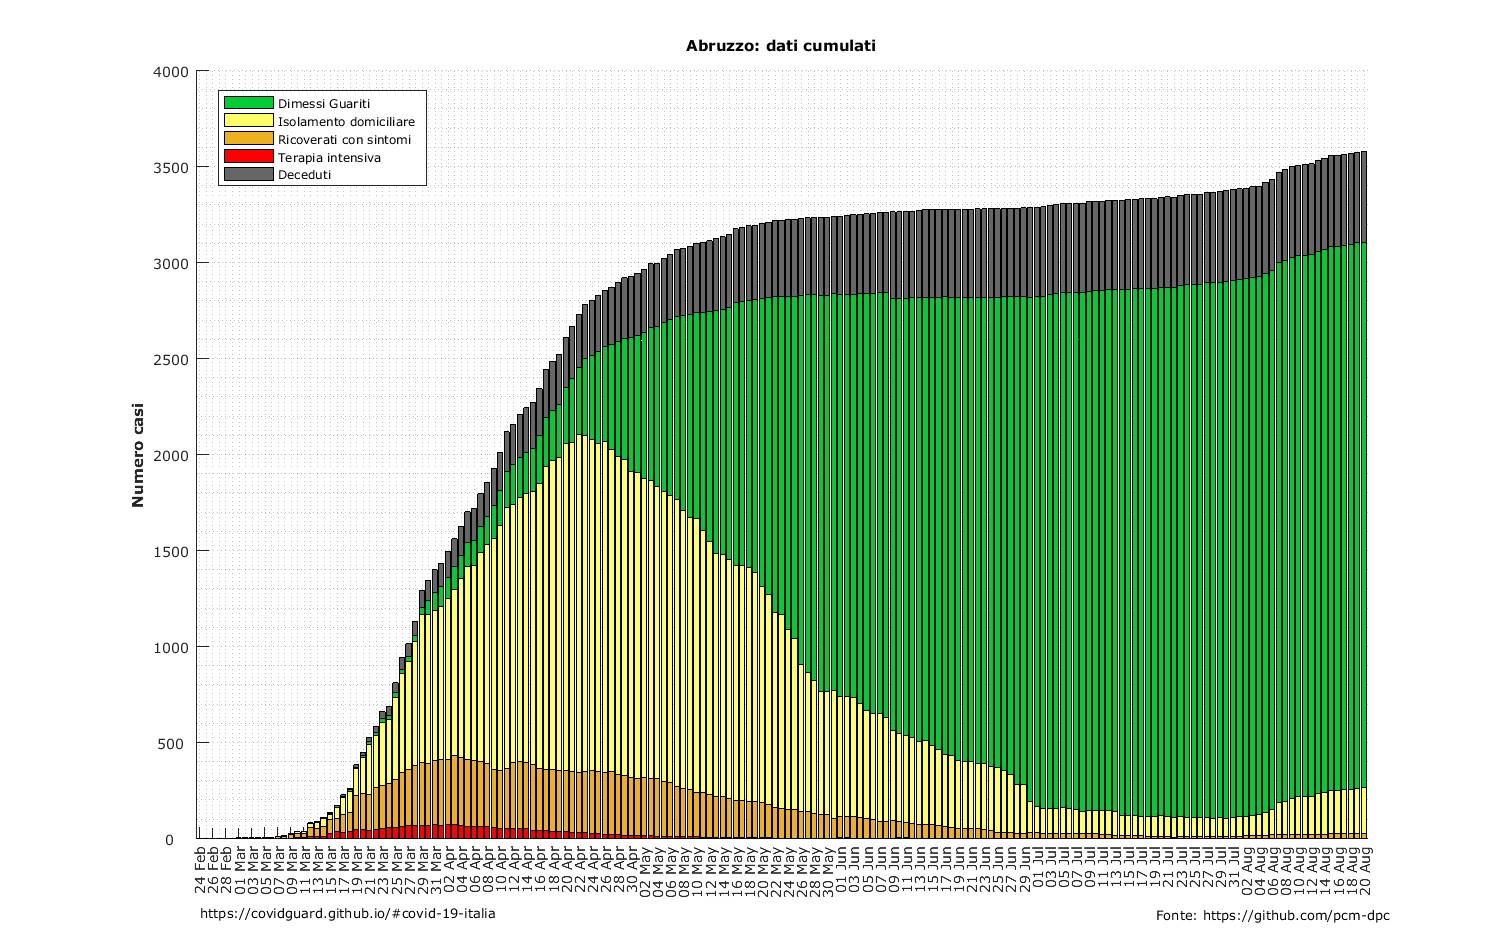 Abruzzo: dati cumulati
4000
3500
3000
2500
2000
1500
1000
500
0
Numero casi
Dimessi Guariti
Isolamento domiciliare
Ricoverati con sintomi
Terapia intensiva
Deceduti
24 Feb
26 Feb
28 Feb
01 Mar
03 Mar
05 Mar
07 Mar
09 Mar
11 Mar
13 Mar
15 Mar
17 Mar
19 Mar
21 Mar
23 Mar
25 Mar
27 Mar
29 Mar
31 Mar
02 Apr
04 Apr
06 Apr
08 Apr
10 Apr
12 Apr
14 Apr
16 Apr
18 Apr
20 Apr
22 Apr
24 Apr
26 Apr
28 Apr
30 Apr
02 May
04 May
06 May
08 May
10 May
12 May
14 May
16 May
18 May
20 May
22 May
24 May
26 May
28 May
30 May
01 Jun
03 Jun
05 Jun
07 Jun
09 Jun
11 Jun
13 Jun
15 Jun
17 Jun
19 Jun
21 Jun
23 Jun
25 Jun
27 Jun
29 Jun
01 Jul
03 Jul
05 Jul
07 Jul
09 Jul
11 Jul
13 Jul
15 Jul
17 Jul
19 Jul
21 Jul
23 Jul
25 Jul
27 Jul
29 Jul
31 Jul
02 Aug
04 Aug
06 Aug
08 Aug
10 Aug
12 Aug
14 Aug
16 Aug
18 Aug
20 Aug
https://covidguard.github.io/#covid-19-italia
Fonte: https://github.com/pcm-dpc